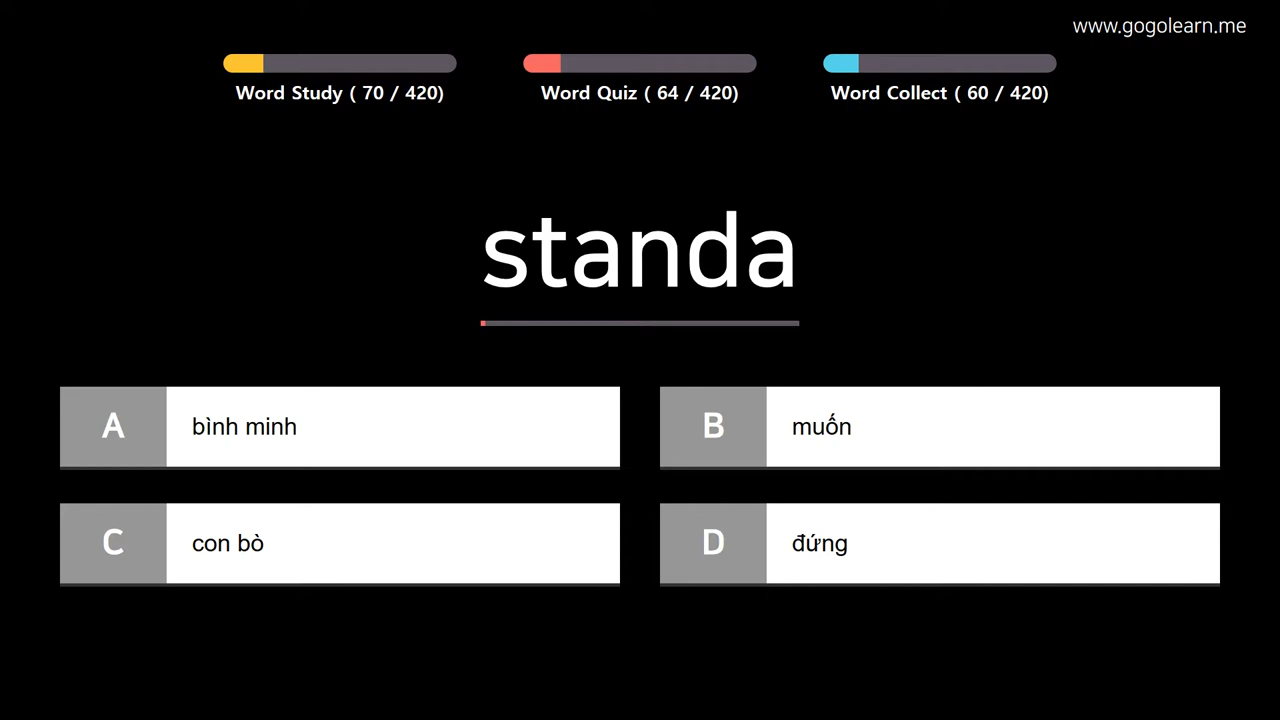 www.gogolearn.me
Word Study ( 70 / 420)
Word Quiz ( 64 / 420)
Word Collect ( 60 / 420)
standa
A bình minh
B muốn
C con bò
D đứng